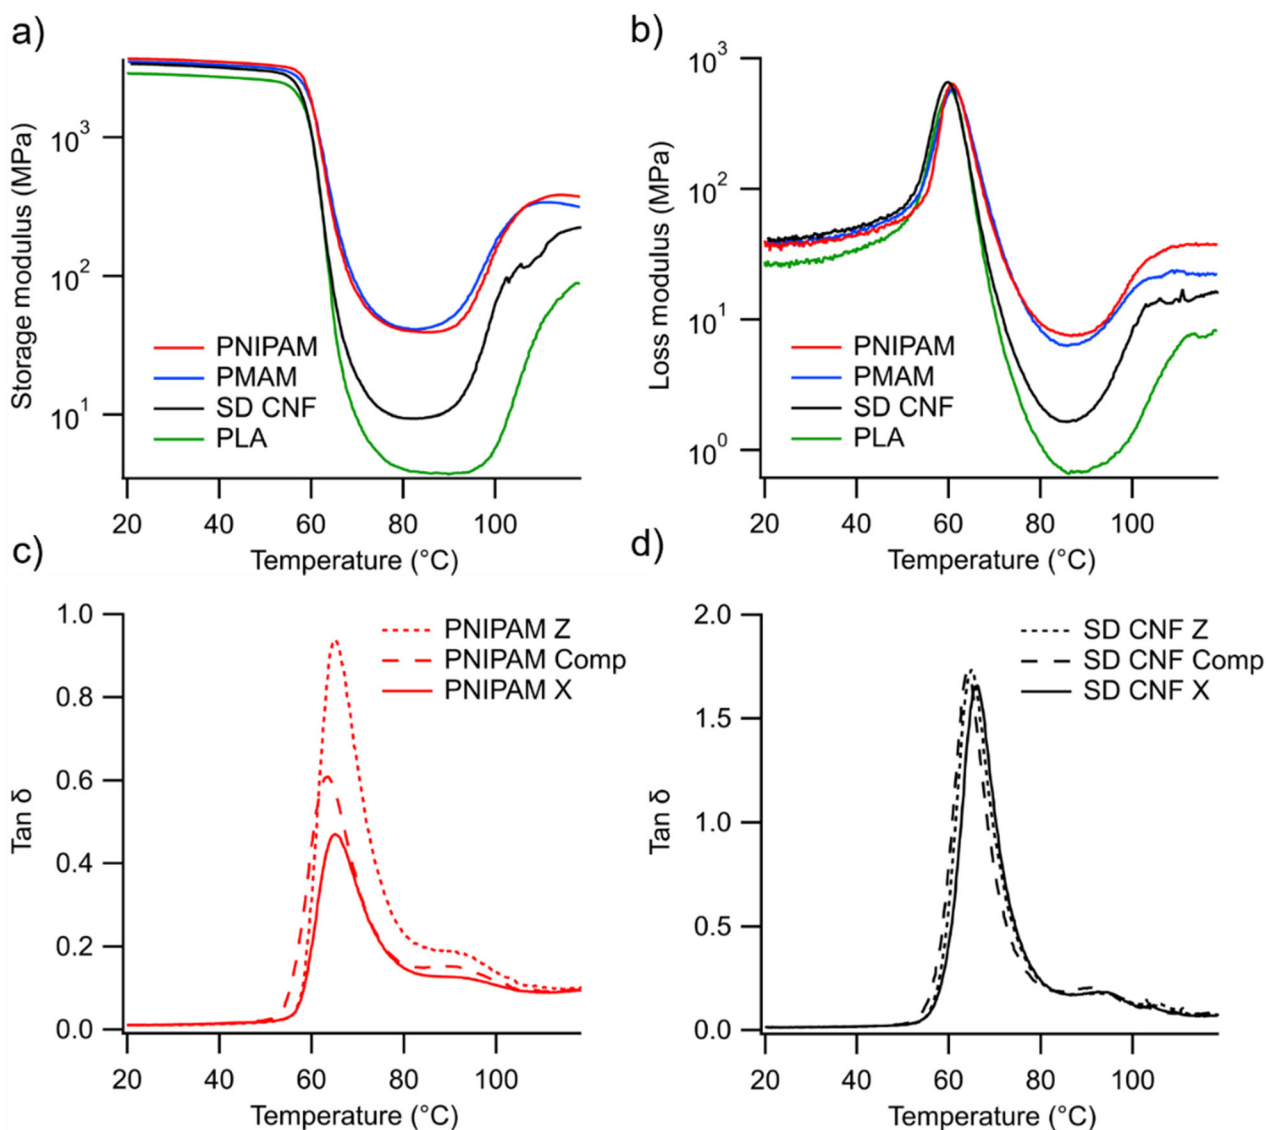 a)
Storage modulus (MPa)
10³
10²
10¹
PNIPAM
PMAM
SD CNF
PLA
20 40 60 80 100
Temperature (°C)
b)
Loss modulus (MPa)
10³
10²
10¹
10⁰
PNIPAM
PMAM
SD CNF
PLA
20 40 60 80 100
Temperature (°C)
c)
Tan δ
1.0
0.8
0.6
0.4
0.2
0.0
PNIPAM Z
PNIPAM Comp
PNIPAM X
20 40 60 80 100
Temperature (°C)
d)
Tan δ
2.0
1.5
1.0
0.5
0.0
SD CNF Z
SD CNF Comp
SD CNF X
20 40 60 80 100
Temperature (°C)